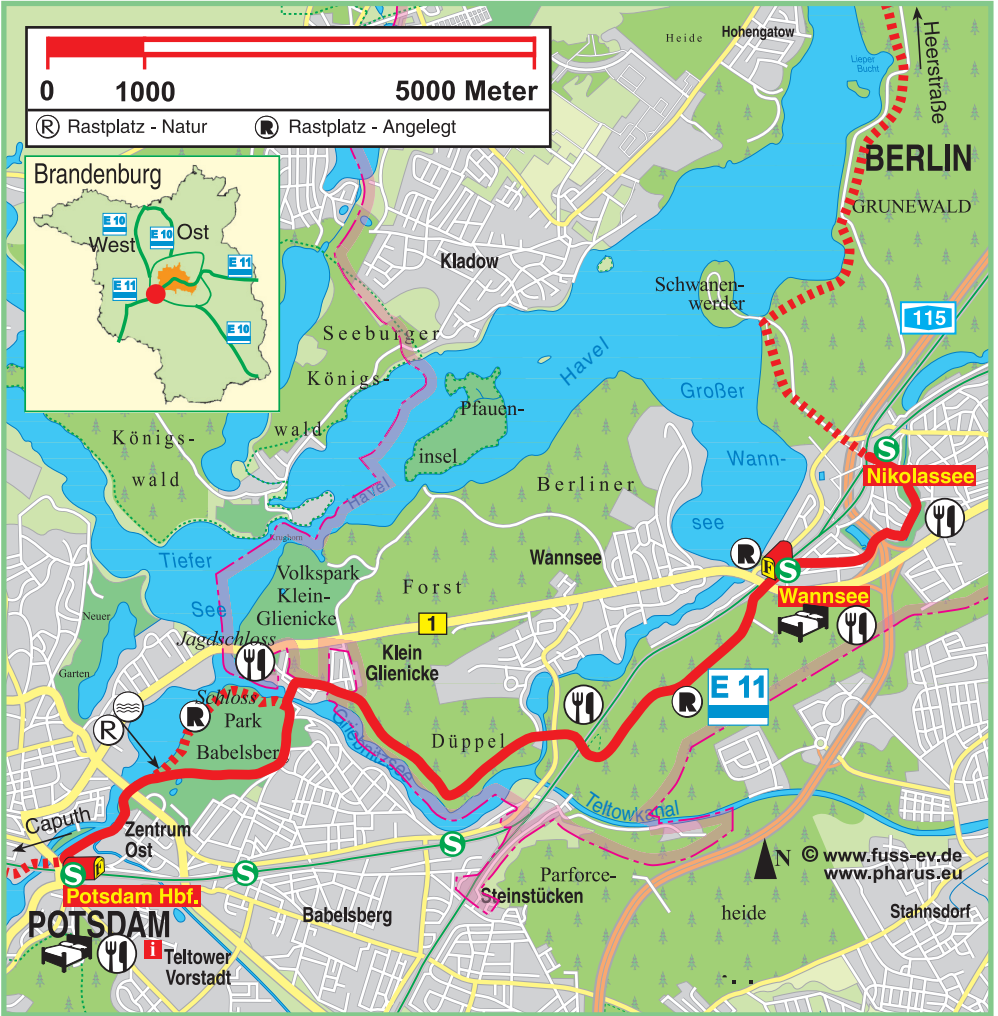 0 1000 5000 Meter
R Rastplatz - Natur R Rastplatz - Angelegt
Brandenburg
E 10
West
E 10
Ost
E 11
E 11
E 10
Heide
Hohengatow
Lieper
Bucht
Heerstraße
BERLIN
GRUNEWALD
Kladow
Schwanen-
werder
115
Seeburger
Königs-
wald
Havel
Großer
Wann-
see
Pfauen-
insel
Königs-
wald
Havel
Berliner
Forst
Nikolassee
Tiefer
See
Volkspark
Klein-
Glienicke
Wannsee
R
F
S
S
Wannsee
Neuer
Garten
Jagdschloss
1
Klein
Glienicke
Schloss
Park
Babelsber
R
R
R
E 11
Düppel
Griebnitzsee
Teltowkanal
Caputh
Zentrum
Ost
S
S
S
F
Potsdam Hbf.
POTSDAM
i
Teltower
Vorstadt
Babelsberg
Steinstücken
Parforce-
heide
N
© www.fuss-ev.de
www.pharus.eu
Stahnsdorf